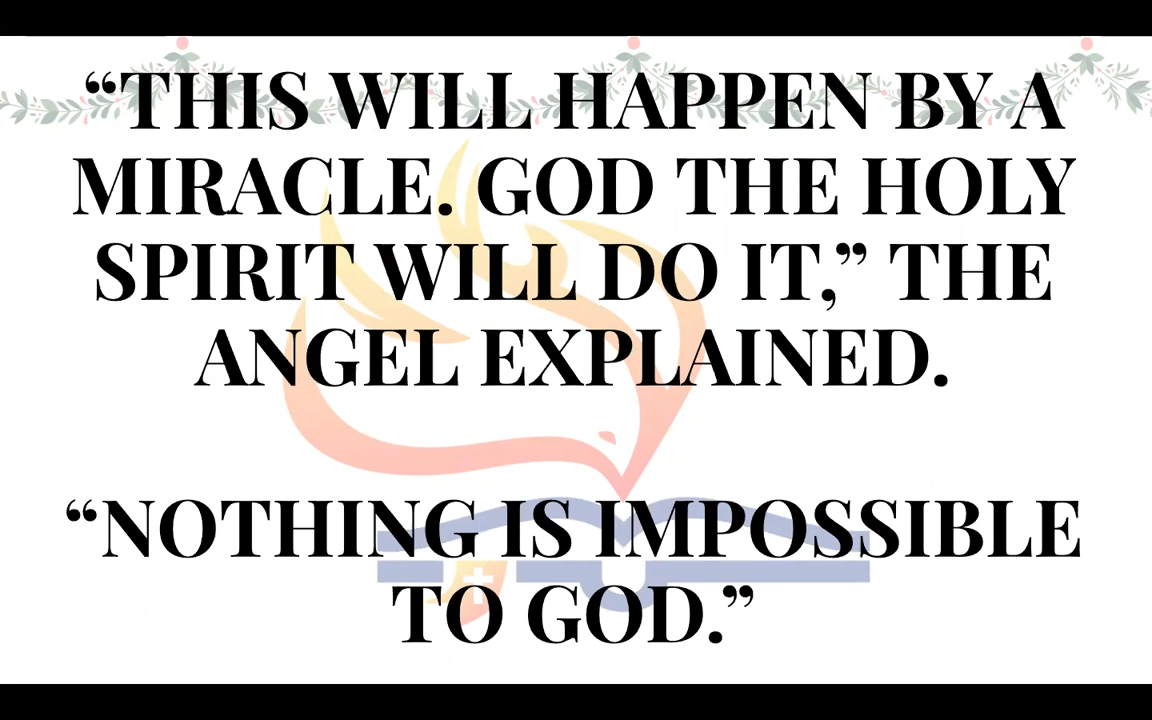 “THIS WILL HAPPEN BY A
MIRACLE. GOD THE HOLY
SPIRIT WILL DO IT,” THE
ANGEL EXPLAINED.
“NOTHING IS IMPOSSIBLE
TO GOD.”